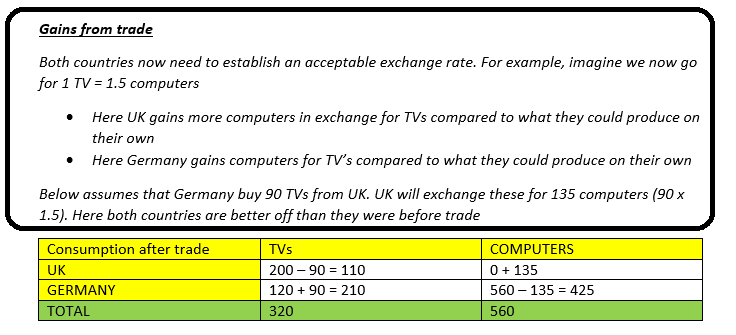 Gains from trade
Both countries now need to establish an acceptable exchange rate. For example, imagine we now go
for 1 TV = 1.5 computers
• Here UK gains more computers in exchange for TVs compared to what they could produce on
their own
• Here Germany gains computers for TV's compared to what they could produce on their own
Below assumes that Germany buy 90 TVs from UK. UK will exchange these for 135 computers (90 x
1.5). Here both countries are better off than they were before trade
Consumption after trade TVs COMPUTERS
UK 200 – 90 = 110 0 + 135
GERMANY 120 + 90 = 210 560 – 135 = 425
TOTAL 320 560